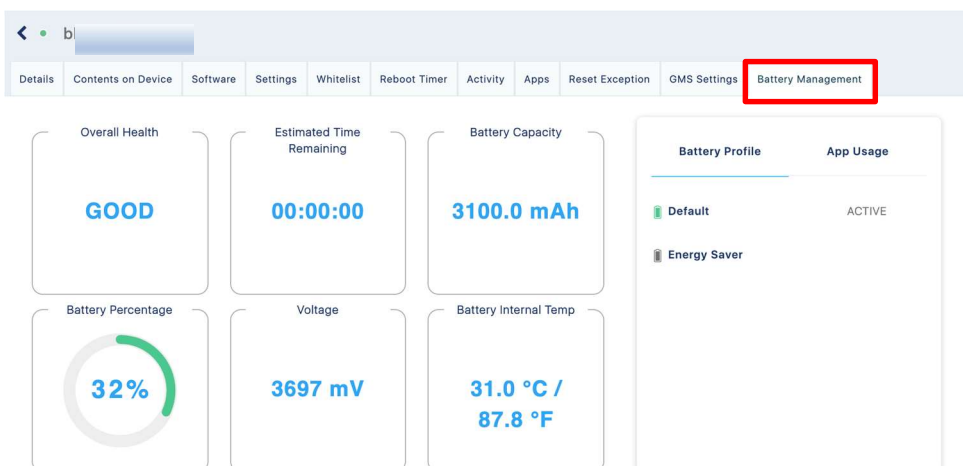 Details Contents on Device Software Settings Whitelist Reboot Timer Activity Apps Reset Exception GMS Settings Battery Management
Overall Health
GOOD
Estimated Time
Remaining
00:00:00
Battery Capacity
3100.0 mAh
Battery Percentage
32%
Voltage
3697 mV
Battery Internal Temp
31.0 °C /
87.8 °F
Battery Profile App Usage
Default ACTIVE
Energy Saver